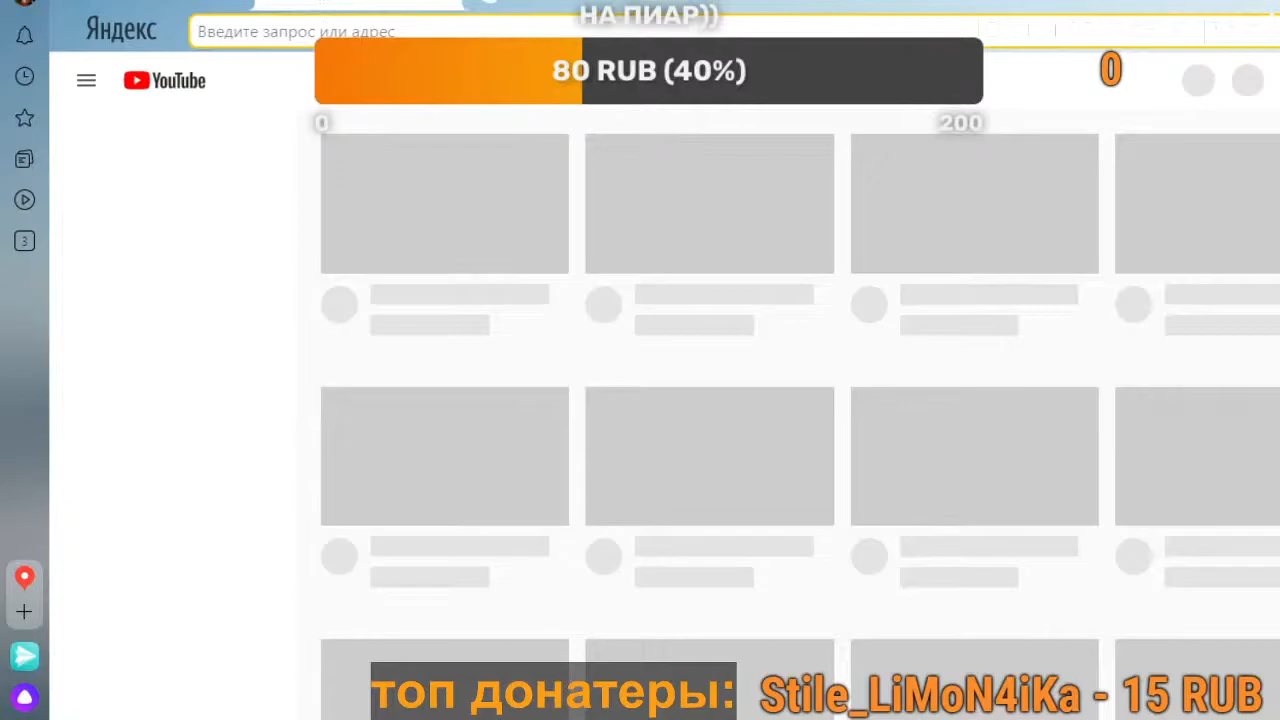 НА ПИАР))
Яндекс
Введите запрос или адрес
YouTube
80 RUB (40%)
0
0
200
3
топ донатеры:
Stile_LiMoN4iKa - 15 RUB